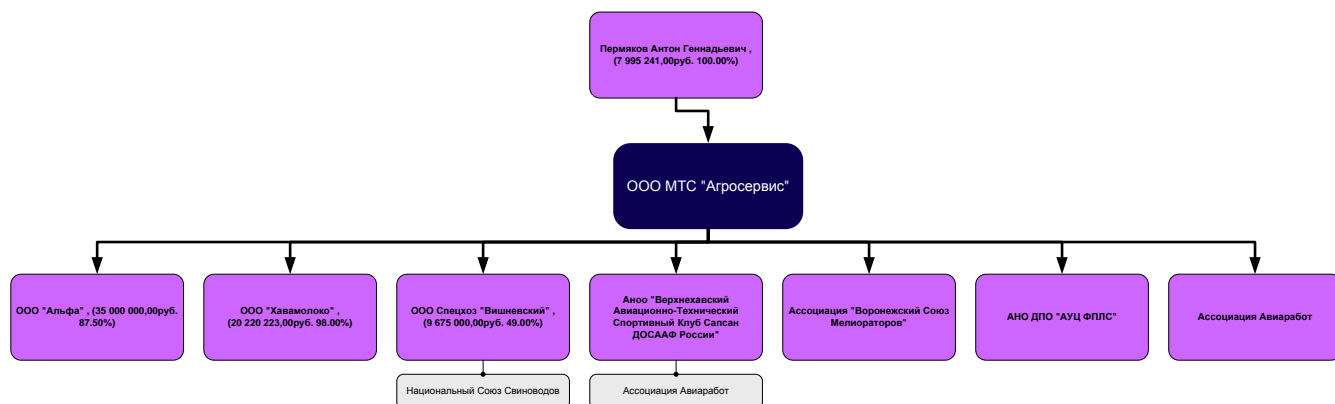 Пермяков Антон Геннадьевич ,
(7 995 241,00руб. 100.00%)
ООО МТС "Агросервис"
ООО "Альфа" , (35 000 000,00руб.
87.50%)
ООО "Хавамолоко" ,
(20 220 223,00руб. 98.00%)
ООО Спецхоз "Вишневский" ,
(9 675 000,00руб. 49.00%)
Аноо "Верхнехавский
Авиационно-Технический
Спортивный Клуб Сапсан
ДОСААФ России"
Ассоциация "Воронежский Союз
Мелиораторов"
АНО ДПО "АУЦ ФПЛС"
Ассоциация Авиаработ
Национальный Союз Свиноводов
Ассоциация Авиаработ